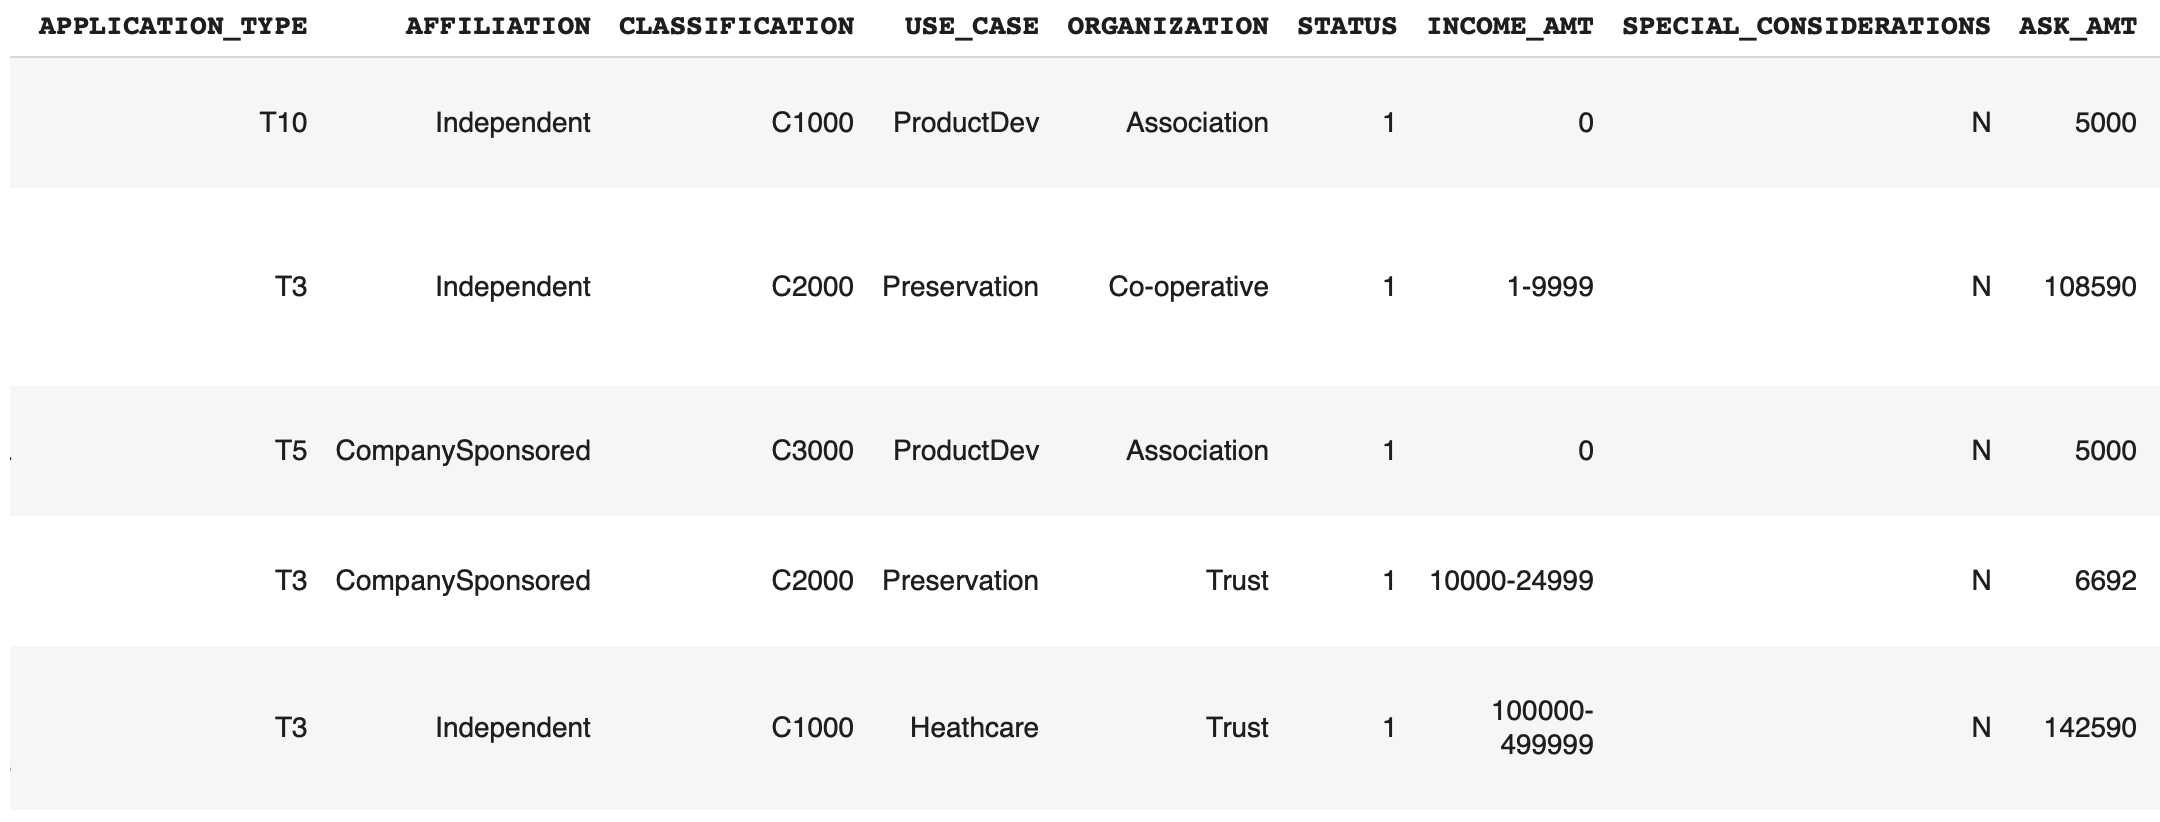 APPLICATION_TYPE AFFILIATION CLASSIFICATION USE_CASE ORGANIZATION STATUS INCOME_AMT SPECIAL_CONSIDERATIONS ASK_AMT
T10 Independent C1000 ProductDev Association 1 0 N 5000
T3 Independent C2000 Preservation Co-operative 1 1-9999 N 108590
T5 CompanySponsored C3000 ProductDev Association 1 0 N 5000
T3 CompanySponsored C2000 Preservation Trust 1 10000-24999 N 6692
T3 Independent C1000 Heathcare Trust 1 100000-
499999 N 142590